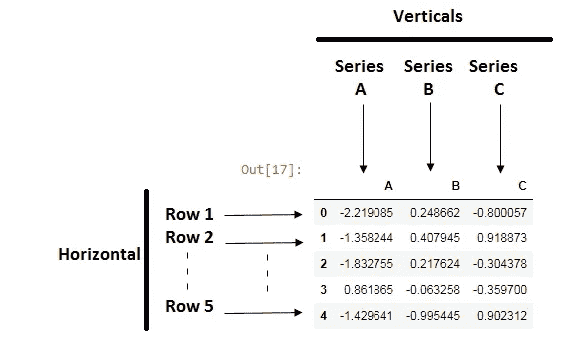 Verticals
Series Series Series
A B C
Out[17]:
A B C
Row 1 0 -2.219085 0.248662 -0.800057
Row 2 1 -1.358244 0.407945 0.918873
Horizontal 2 -1.832755 0.217624 -0.304378
3 0.861365 -0.063258 -0.359700
Row 5 4 -1.429641 -0.995445 0.902312